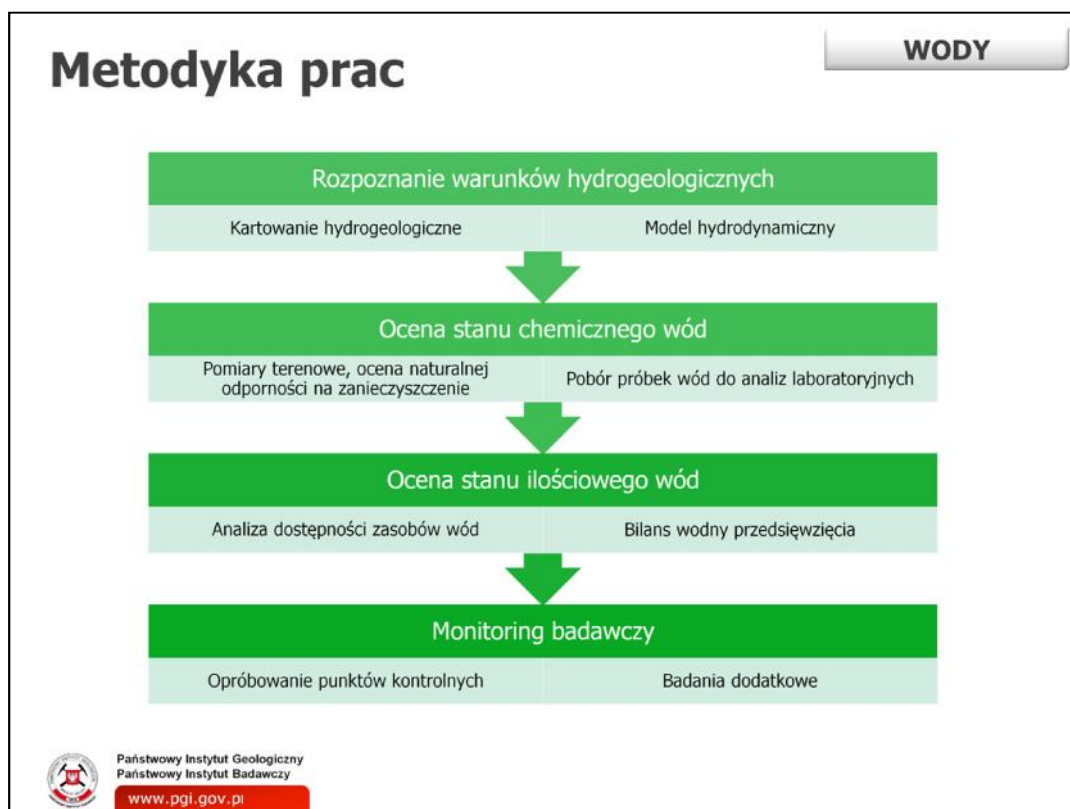 Metodyka prac
WODY
Rozpoznanie warunków hydrogeologicznych
Kartowanie hydrogeologiczne
Model hydrodynamiczny
Ocena stanu chemicznego wód
Pomiary terenowe, ocena naturalnej
odporności na zanieczyszczenie
Pobór próbek wód do analiz laboratoryjnych
Ocena stanu ilościowego wód
Analiza dostępności zasobów wód
Bilans wodny przedsięwzięcia
Monitoring badawczy
Opróbowanie punktów kontrolnych
Badania dodatkowe
Państwowy Instytut Geologiczny
Państwowy Instytut Badawczy
www.pgi.gov.pl